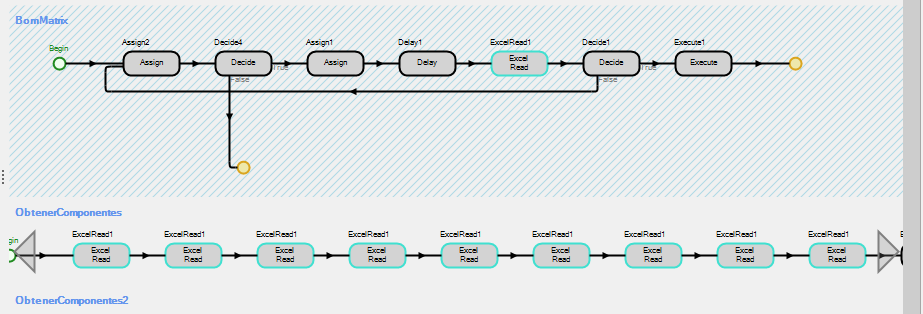 BomMatrix
Begin
Assign2 Decide4 Assign1 Delay1 ExcelRead1 Decide1 Execute1
Assign Decide Assign Delay Excel Read Decide Execute
True True
False False
ObtenerComponentes
ExcelRead1 ExcelRead1 ExcelRead1 ExcelRead1 ExcelRead1 ExcelRead1 ExcelRead1 ExcelRead1 ExcelRead1
Excel Excel Excel Excel Excel Excel Excel Excel Excel
Read Read Read Read Read Read Read Read Read
ObtenerComponentes2